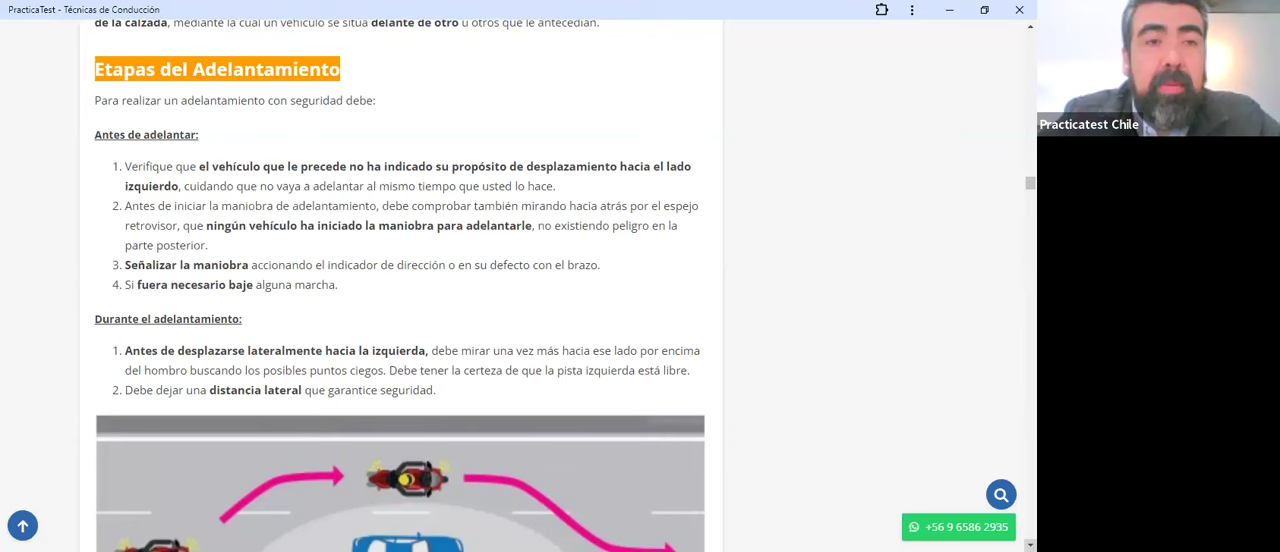 PracticaTest - Técnicas de Conducción
de la calzada, mediante la cual un vehículo se sitúa delante de otro u otros que le antecedían.
Etapas del Adelantamiento
Para realizar un adelantamiento con seguridad debe:
Antes de adelantar:
1. Verifique que el vehículo que le precede no ha indicado su propósito de desplazamiento hacia el lado
izquierdo, cuidando que no vaya a adelantar al mismo tiempo que usted lo hace.
2. Antes de iniciar la maniobra de adelantamiento, debe comprobar también mirando hacia atrás por el espejo
retrovisor, que ningún vehículo ha iniciado la maniobra para adelantarle, no existiendo peligro en la
parte posterior.
3. Señalizar la maniobra accionando el indicador de dirección o en su defecto con el brazo.
4. Si fuera necesario baje alguna marcha.
Durante el adelantamiento:
1. Antes de desplazarse lateralmente hacia la izquierda, debe mirar una vez más hacia ese lado por encima
del hombro buscando los posibles puntos ciegos. Debe tener la certeza de que la pista izquierda está libre.
2. Debe dejar una distancia lateral que garantice seguridad.
+56 9 6586 2935
Practicatest Chile